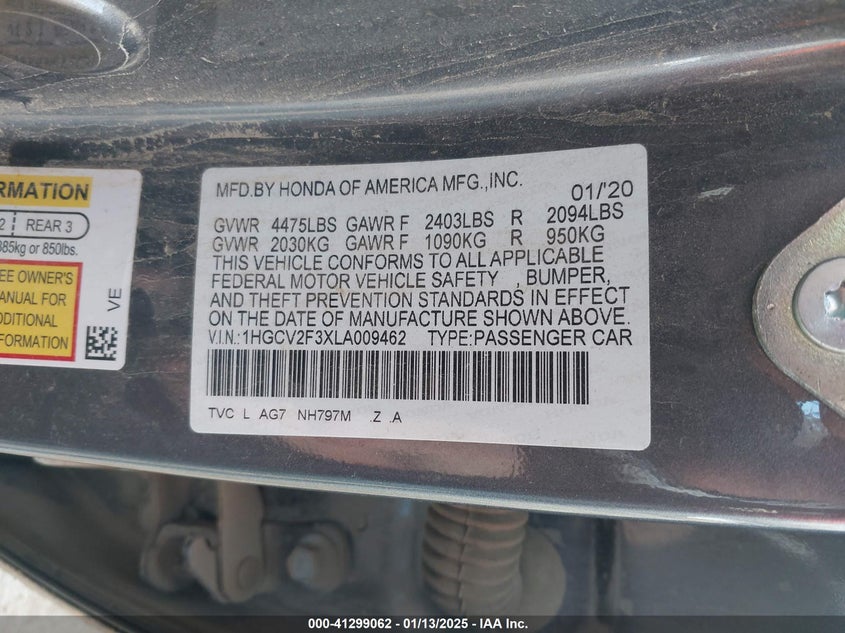 RMATION
2 REAR 3
385kg or 850lbs.
EE OWNER'S
ANUAL FOR
DDITIONAL
FORMATION
VE
MFD.BY HONDA OF AMERICA MFG.,INC. 01/'20
GVWR 4475LBS GAWR F 2403LBS R 2094LBS
GVWR 2030KG GAWR F 1090KG R 950KG
THIS VEHICLE CONFORMS TO ALL APPLICABLE
FEDERAL MOTOR VEHICLE SAFETY , BUMPER,
AND THEFT PREVENTION STANDARDS IN EFFECT
ON THE DATE OF MANUFACTURE SHOWN ABOVE.
V.I.N.:1HGCV2F3XLA009462 TYPE:PASSENGER CAR
TVC L AG7 NH797M .Z .A
000-41299062 - 01/13/2025 - IAA Inc.